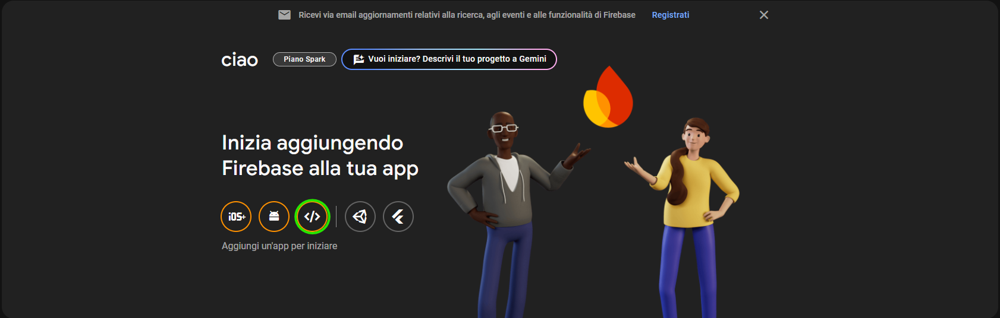 Ricevi via email aggiornamenti relativi alla ricerca, agli eventi e alle funzionalità di Firebase Registrati
ciao Piano Spark Vuoi iniziare? Descrivi il tuo progetto a Gemini
Inizia aggiungendo
Firebase alla tua app
iOS+ </>
Aggiungi un'app per iniziare